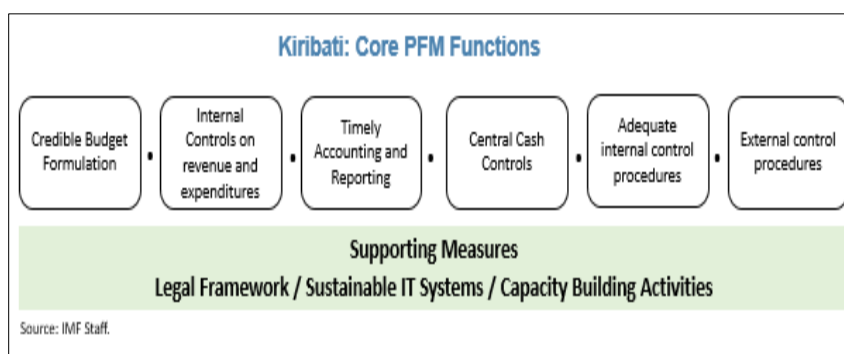 Kiribati: Core PFM Functions
Credible Budget
Formulation
Internal
Controls on
revenue and
expenditures
Timely
Accounting and
Reporting
Central Cash
Controls
Adequate
internal control
procedures
External control
procedures
Supporting Measures
Legal Framework / Sustainable IT Systems / Capacity Building Activities
Source: IMF Staff.